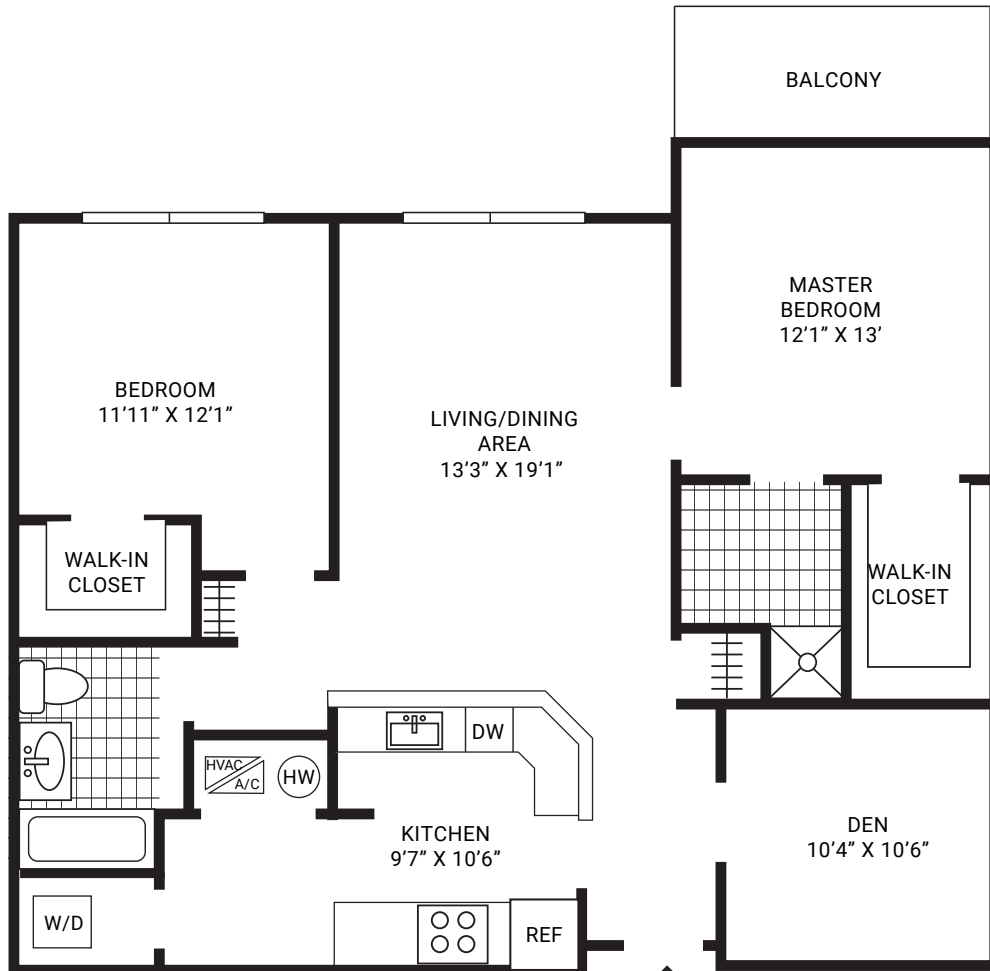 BALCONY
MASTER
BEDROOM
12’1” X 13’
BEDROOM
11’11” X 12’1”
LIVING/DINING
AREA
13’3” X 19’1”
WALK-IN
CLOSET
WALK-IN
CLOSET
DW
HVAC
A/C
HW
KITCHEN
9’7” X 10’6”
DEN
10’4” X 10’6”
W/D
REF